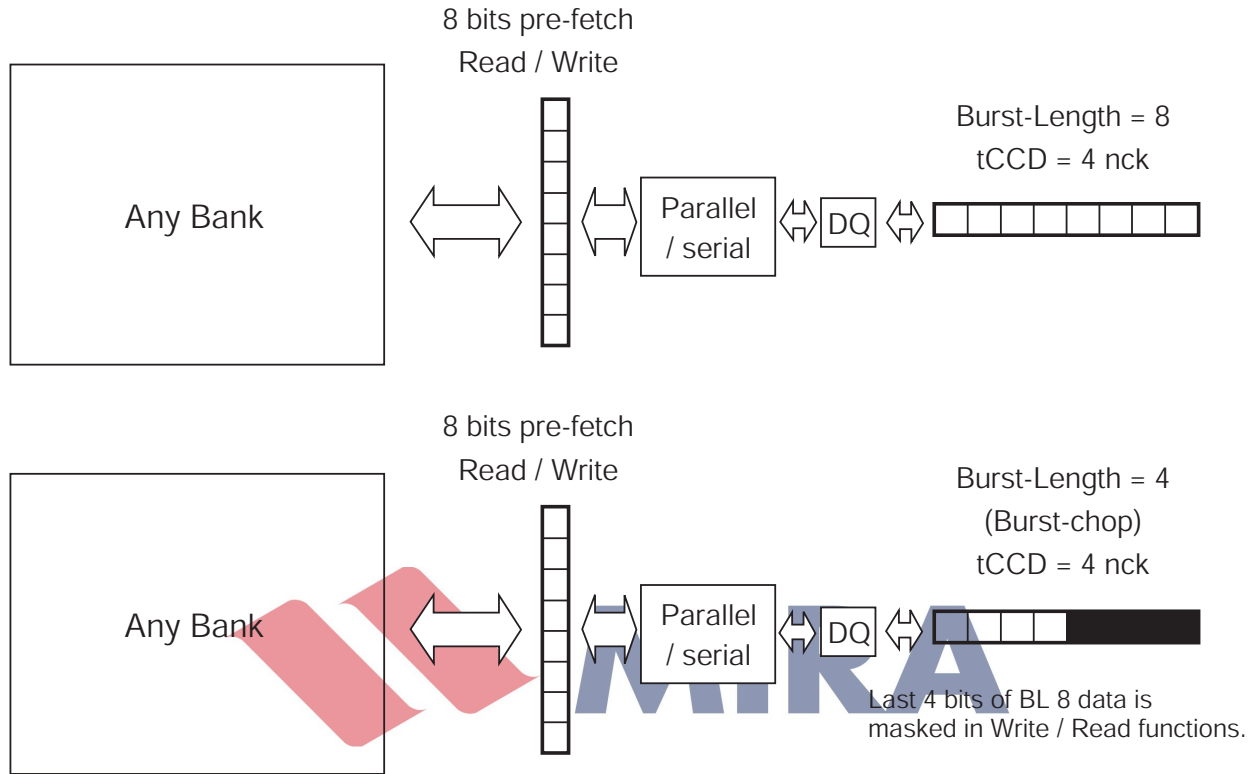 8 bits pre-fetch
Read / Write
Burst-Length = 8
tCCD = 4 nck
Any Bank
Parallel
/ serial
DQ
8 bits pre-fetch
Read / Write
Burst-Length = 4
(Burst-chop)
tCCD = 4 nck
Any Bank
Parallel
/ serial
DQ
MIRA
Last 4 bits of BL 8 data is
masked in Write / Read functions.